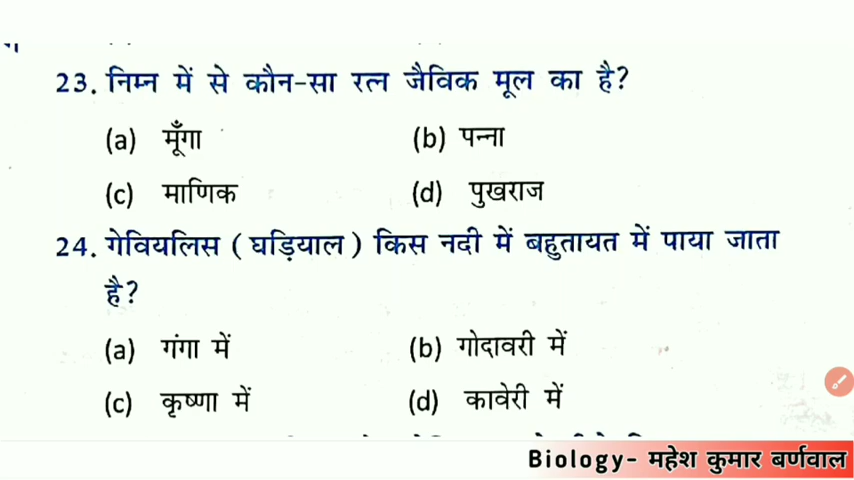 23. निम्न में से कौन-सा रत्न जैविक मूल का है?
(a) मूँगा (b) पन्ना
(c) माणिक (d) पुखराज
24. गेवियलिस (घड़ियाल) किस नदी में बहुतायत में पाया जाता
है?
(a) गंगा में (b) गोदावरी में
(c) कृष्णा में (d) कावेरी में
Biology- महेश कुमार बर्णवाल